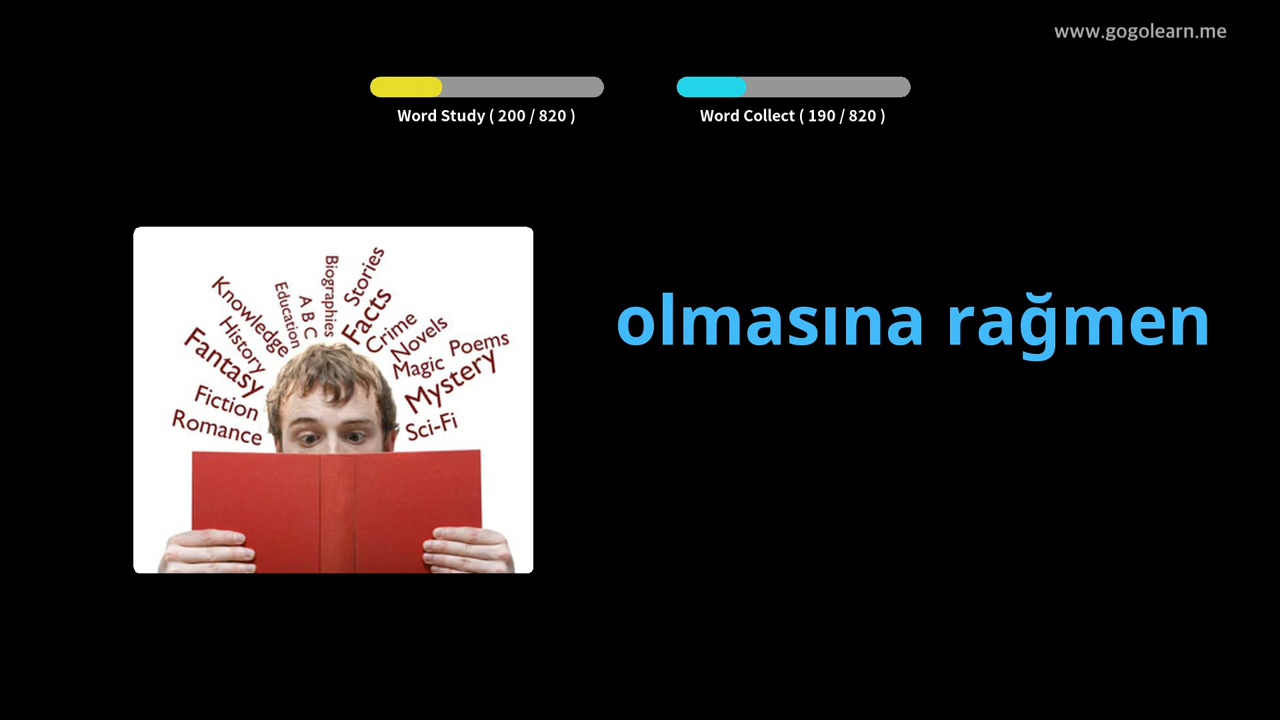 www.gogolearn.me
Word Study ( 200 / 820 )
Word Collect ( 190 / 820 )
olmasına rağmen
Biographies
Stories
Education
A B C
Facts
Knowledge
History
Crime
Novels
Fantasy
Magic
Poems
Mystery
Fiction
Romance
Sci-Fi